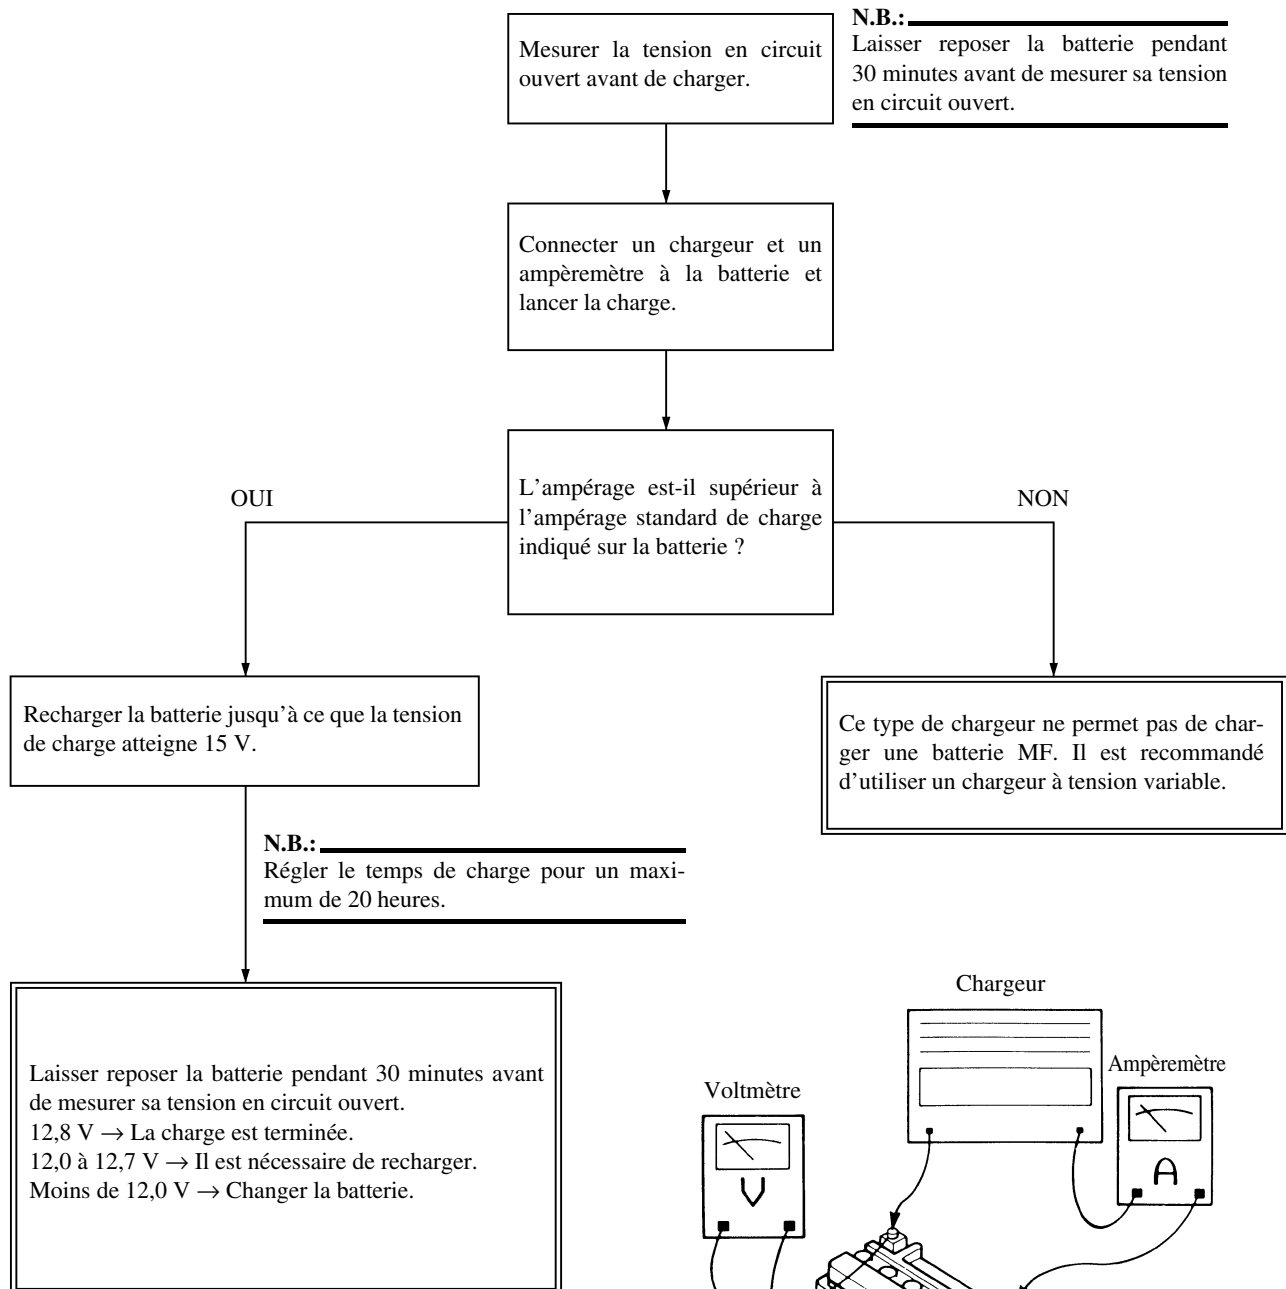 Mesurer la tension en circuit
ouvert avant de charger.
N.B.:
Laisser reposer la batterie pendant
30 minutes avant de mesurer sa tension
en circuit ouvert.
Connecter un chargeur et un
ampèremètre à la batterie et
lancer la charge.
L’ampérage est-il supérieur à
l’ampérage standard de charge
indiqué sur la batterie ?
OUI
NON
Recharger la batterie jusqu’à ce que la tension
de charge atteigne 15 V.
Ce type de chargeur ne permet pas de char-
ger une batterie MF. Il est recommandé
d’utiliser un chargeur à tension variable.
N.B.:
Régler le temps de charge pour un maxi-
mum de 20 heures.
Laisser reposer la batterie pendant 30 minutes avant
de mesurer sa tension en circuit ouvert.
12,8 V → La charge est terminée.
12,0 à 12,7 V → Il est nécessaire de recharger.
Moins de 12,0 V → Changer la batterie.
Chargeur
Ampèremètre
Voltmètre
V
A